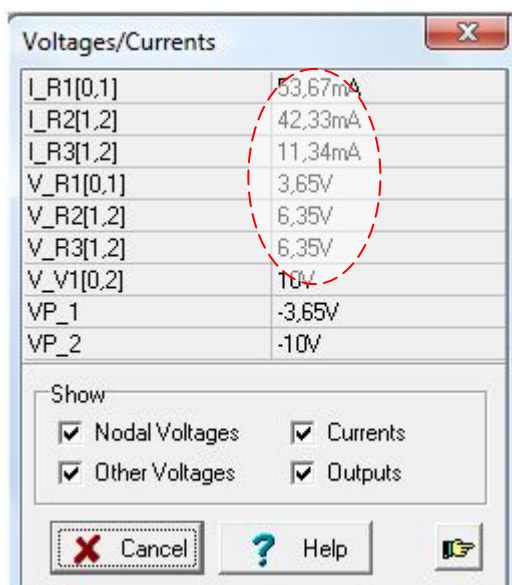 Voltages/Currents
I_R1[0,1] 53,67mA
I_R2[1,2] 42,33mA
I_R3[1,2] 11,34mA
V_R1[0,1] 3,65V
V_R2[1,2] 6,35V
V_R3[1,2] 6,35V
V_V1[0,2] 10V
VP_1 -3,65V
VP_2 -10V
Show
Nodal Voltages Currents
Other Voltages Outputs
Cancel ? Help